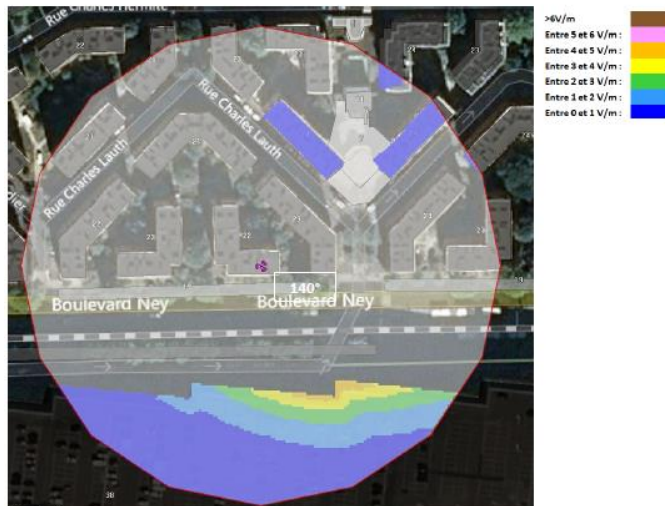 Rue Charles Hermite
>6V/m
Entre 5 et 6 V/m :
Entre 4 et 5 V/m :
Entre 3 et 4 V/m :
Entre 2 et 3 V/m :
Entre 1 et 2 V/m :
Entre 0 et 1 V/m :
Rue Charles Lauth
Rue Charles Lauth
140°
Boulevard Ney
Boulevard Ney